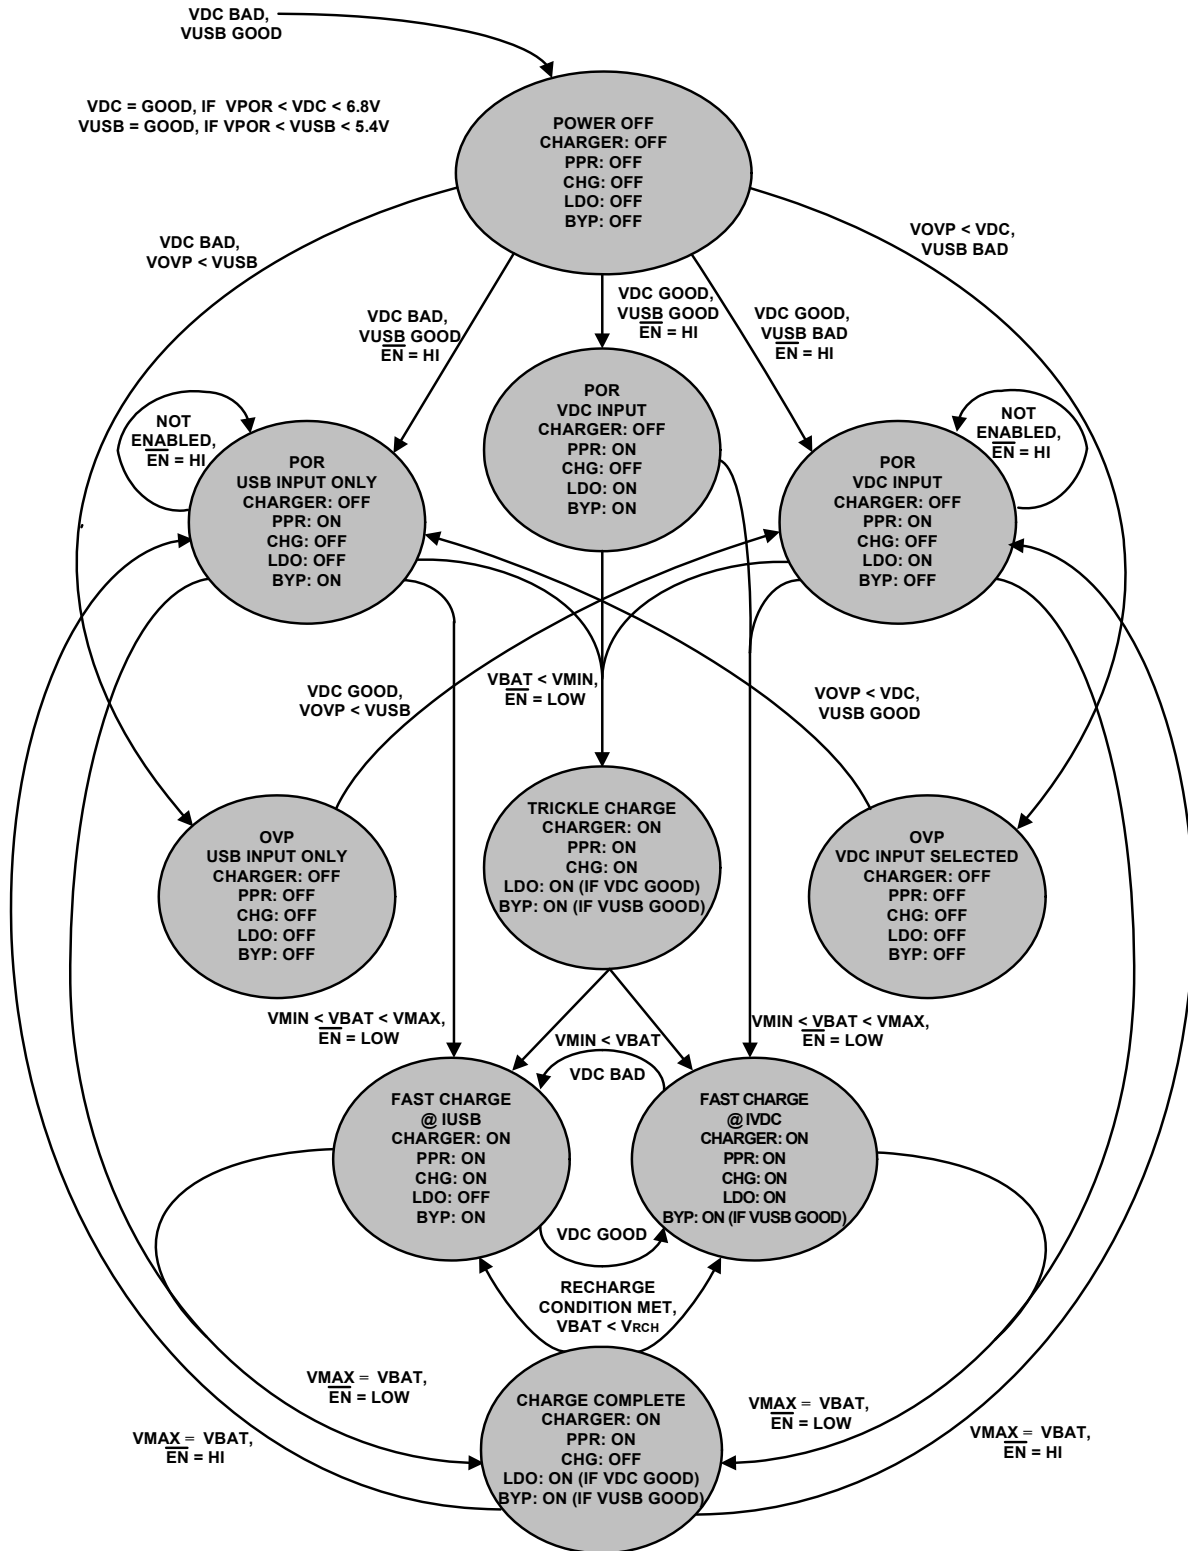 VDC BAD,
VUSB GOOD
VDC = GOOD, IF VPOR < VDC < 6.8V
VUSB = GOOD, IF VPOR < VUSB < 5.4V
POWER OFF
CHARGER: OFF
PPR: OFF
CHG: OFF
LDO: OFF
BYP: OFF
VDC BAD,
VOVP < VUSB
VOVP < VDC,
VUSB BAD
VDC BAD,
VUSB GOOD
E̅N̅ = HI
VDC GOOD,
VUSB GOOD
E̅N̅ = HI
VDC GOOD,
VUSB BAD
E̅N̅ = HI
NOT
ENABLED,
E̅N̅ = HI
POR
USB INPUT ONLY
CHARGER: OFF
PPR: ON
CHG: OFF
LDO: OFF
BYP: ON
POR
VDC INPUT
CHARGER: OFF
PPR: ON
CHG: OFF
LDO: ON
BYP: ON
POR
VDC INPUT
CHARGER: OFF
PPR: ON
CHG: OFF
LDO: ON
BYP: OFF
NOT
ENABLED,
E̅N̅ = HI
VDC GOOD,
VOVP < VUSB
VBAT < VMIN,
E̅N̅ = LOW
VOVP < VDC,
VUSB GOOD
OVP
USB INPUT ONLY
CHARGER: OFF
PPR: OFF
CHG: OFF
LDO: OFF
BYP: OFF
TRICKLE CHARGE
CHARGER: ON
PPR: ON
CHG: ON
LDO: ON (IF VDC GOOD)
BYP: ON (IF VUSB GOOD)
OVP
VDC INPUT SELECTED
CHARGER: OFF
PPR: OFF
CHG: OFF
LDO: OFF
BYP: OFF
VMIN < VBAT < VMAX,
E̅N̅ = LOW
VMIN < VBAT
VMIN < VBAT < VMAX,
E̅N̅ = LOW
VDC BAD
FAST CHARGE
@ IUSB
CHARGER: ON
PPR: ON
CHG: ON
LDO: OFF
BYP: ON
FAST CHARGE
@ IVDC
CHARGER: ON
PPR: ON
CHG: ON
LDO: ON
BYP: ON (IF VUSB GOOD)
VDC GOOD
RECHARGE
CONDITION MET,
VBAT < VRCH
VMAX = VBAT,
E̅N̅ = LOW
VMAX = VBAT,
E̅N̅ = HI
CHARGE COMPLETE
CHARGER: ON
PPR: ON
CHG: OFF
LDO: ON (IF VDC GOOD)
BYP: ON (IF VUSB GOOD)
VMAX = VBAT,
E̅N̅ = LOW
VMAX = VBAT,
E̅N̅ = HI